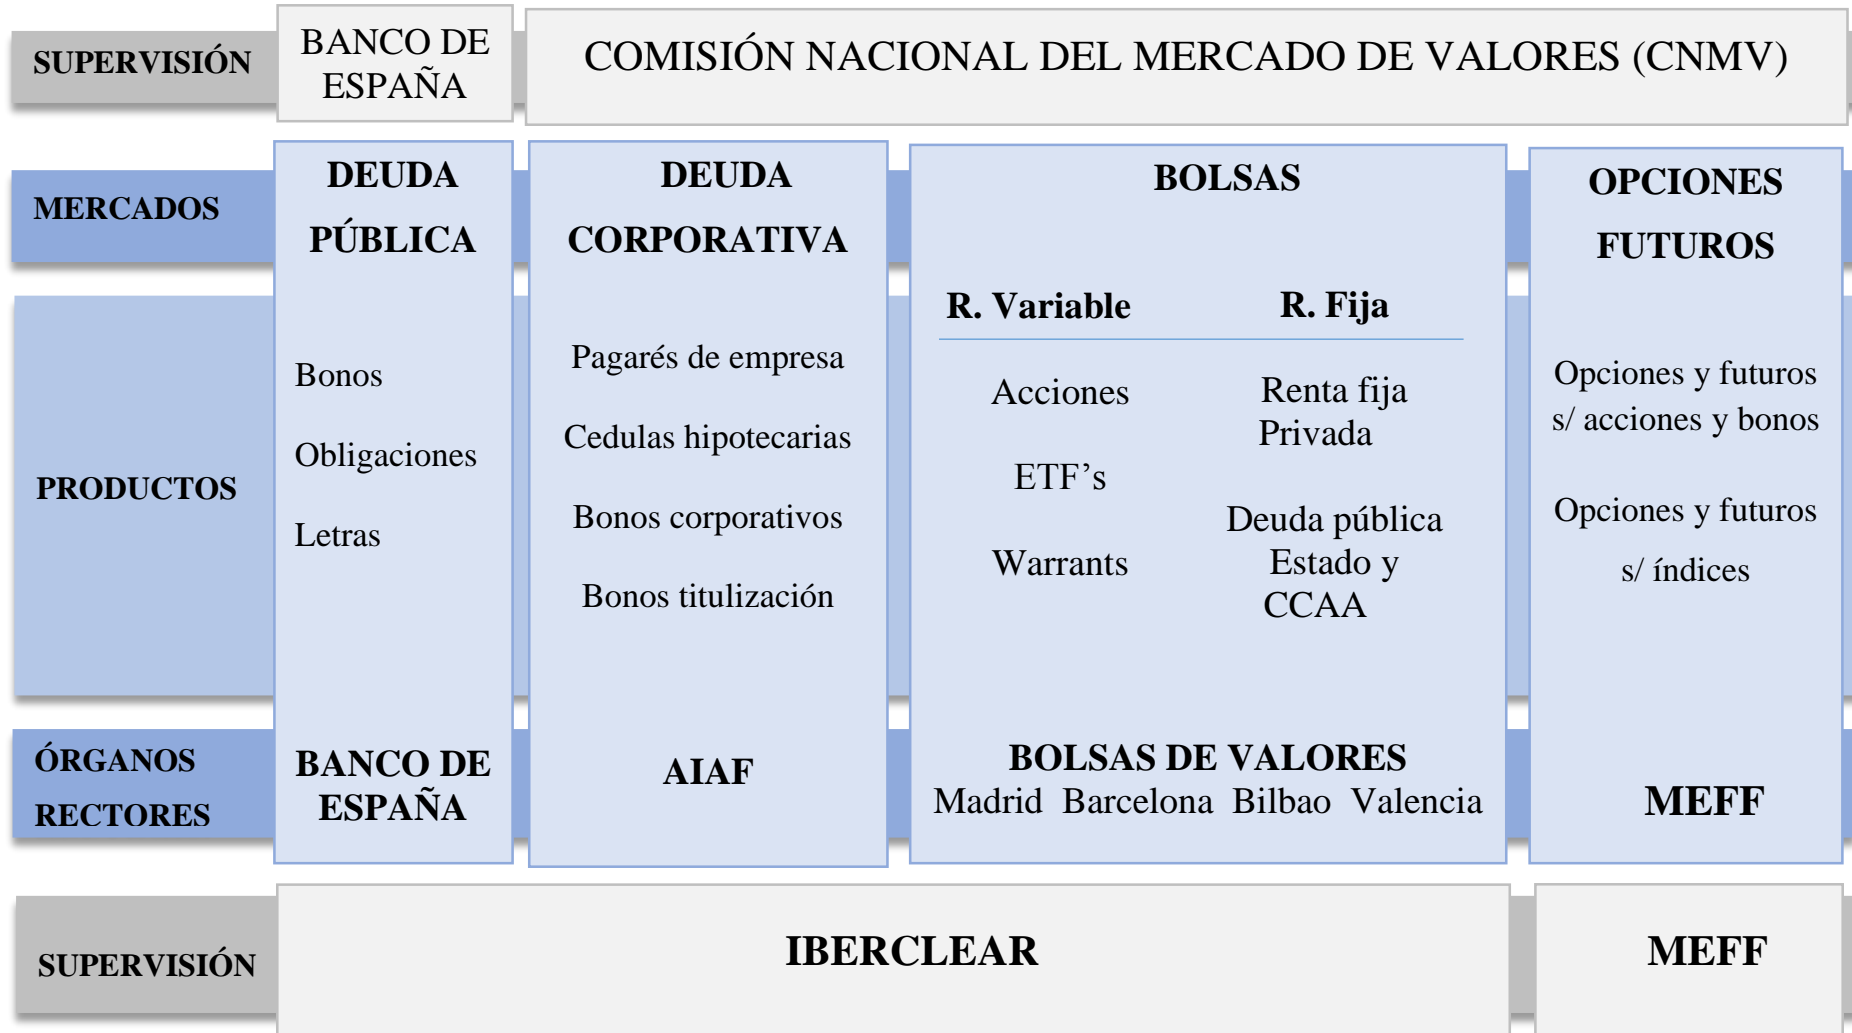 SUPERVISIÓN
BANCO DE
ESPAÑA
COMISIÓN NACIONAL DEL MERCADO DE VALORES (CNMV)
MERCADOS
DEUDA
PÚBLICA
DEUDA
CORPORATIVA
BOLSAS
OPCIONES
FUTUROS
PRODUCTOS
Bonos
Obligaciones
Letras
Pagarés de empresa
Cedulas hipotecarias
Bonos corporativos
Bonos titulización
R. Variable
Acciones
ETF’s
Warrants
R. Fija
Renta fija
Privada
Deuda pública
Estado y
CCAA
Opciones y futuros
s/ acciones y bonos
Opciones y futuros
s/ índices
ÓRGANOS
RECTORES
BANCO DE
ESPAÑA
AIAF
BOLSAS DE VALORES
Madrid Barcelona Bilbao Valencia
MEFF
SUPERVISIÓN
IBERCLEAR
MEFF